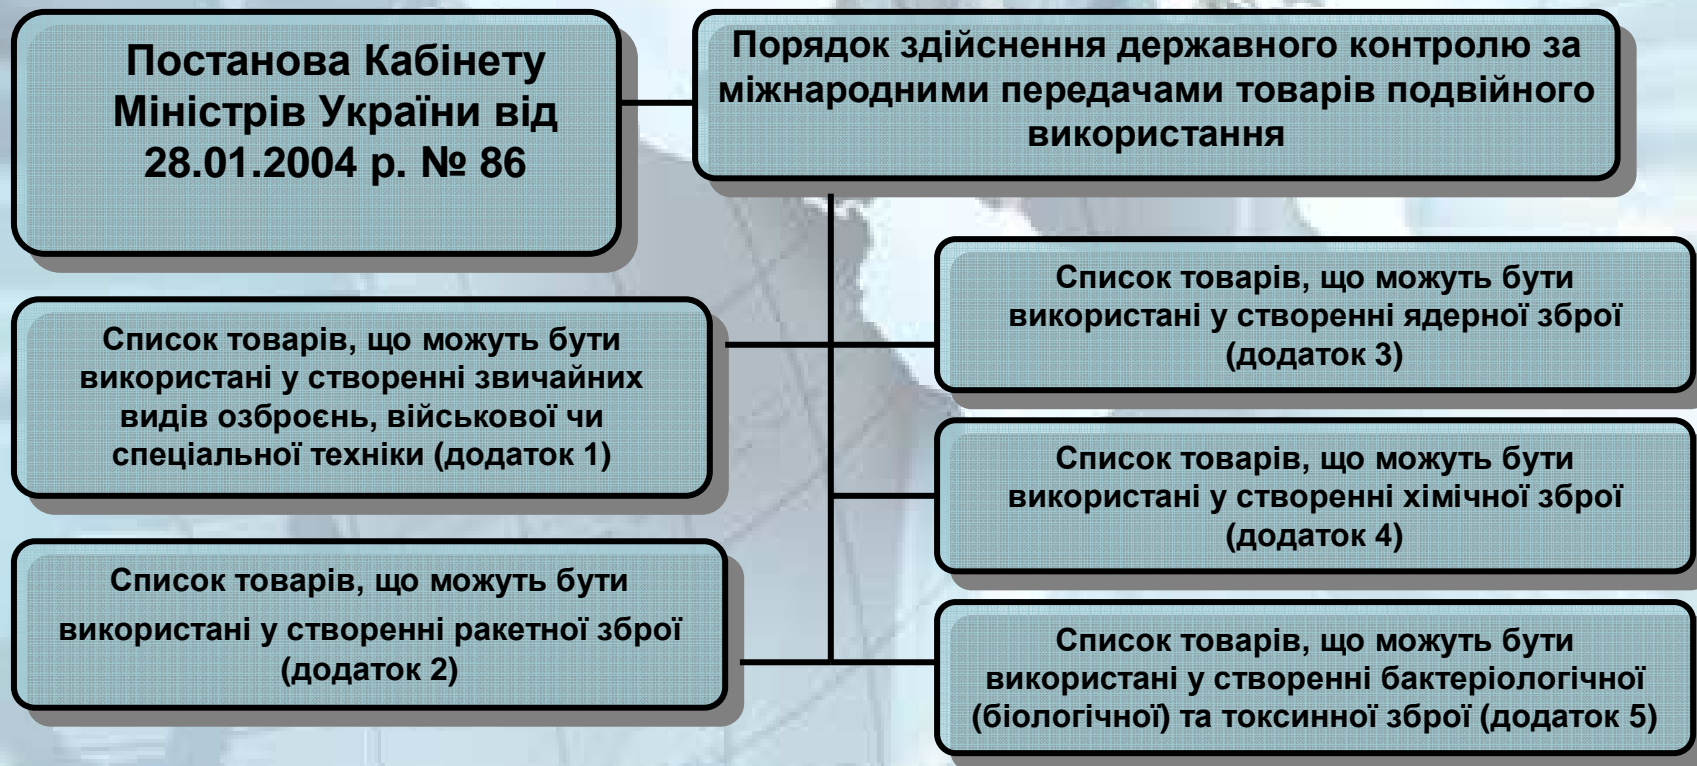 Постанова Кабінету
Міністрів України від
28.01.2004 р. № 86
Порядок здійснення державного контролю за
міжнародними передачами товарів подвійного
використання
Список товарів, що можуть бути
використані у створенні звичайних
видів озброєнь, військової чи
спеціальної техніки (додаток 1)
Список товарів, що можуть бути
використані у створенні ракетної зброї
(додаток 2)
Список товарів, що можуть бути
використані у створенні ядерної зброї
(додаток 3)
Список товарів, що можуть бути
використані у створенні хімічної зброї
(додаток 4)
Список товарів, що можуть бути
використані у створенні бактеріологічної
(біологічної) та токсинної зброї (додаток 5)